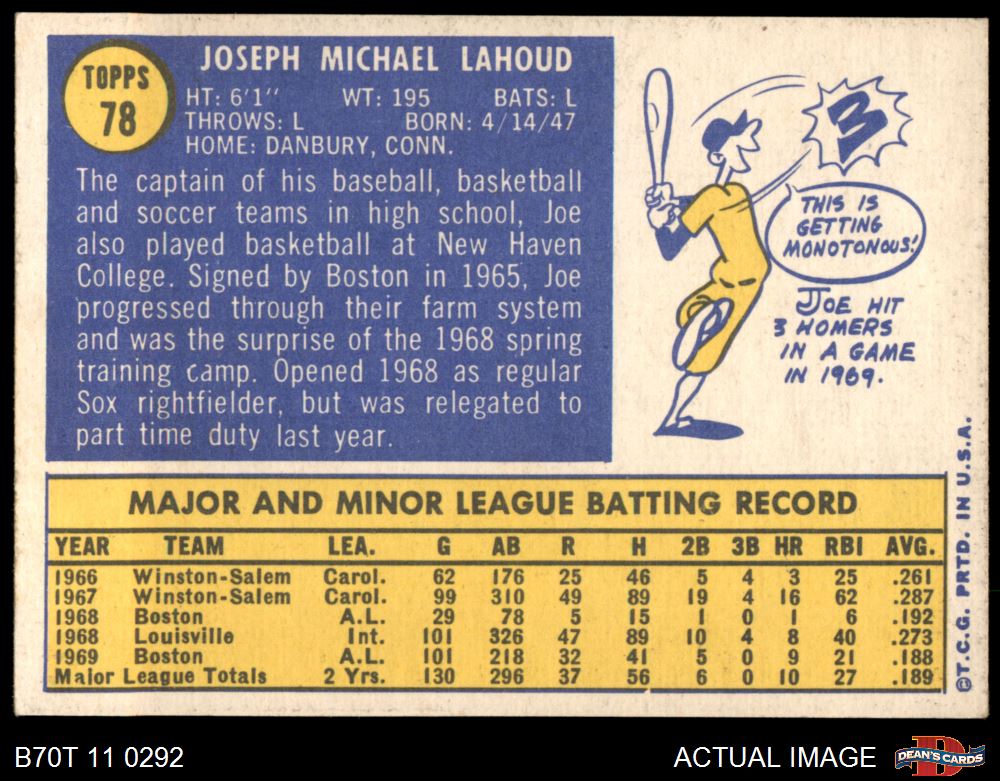 TOPPS
78
JOSEPH MICHAEL LAHOUD
HT: 6'1" WT: 195 BATS: L
THROWS: L BORN: 4/14/47
HOME: DANBURY, CONN.
The captain of his baseball, basketball
and soccer teams in high school, Joe
also played basketball at New Haven
College. Signed by Boston in 1965, Joe
progressed through their farm system
and was the surprise of the 1968 spring
training camp. Opened 1968 as regular
Sox rightfielder, but was relegated to
part time duty last year.
3
THIS IS
GETTING
MONOTONOUS!
JOE HIT
3 HOMERS
IN A GAME
IN 1969.
MAJOR AND MINOR LEAGUE BATTING RECORD
YEAR TEAM LEA. G AB R H 2B 3B HR RBI AVG.
1966 Winston-Salem Carol. 62 176 25 46 5 4 3 25 .261
1967 Winston-Salem Carol. 99 310 49 89 19 4 16 62 .287
1968 Boston A.L. 29 78 5 15 1 0 1 6 .192
1968 Louisville Int. 101 326 47 89 10 4 8 40 .273
1969 Boston A.L. 101 218 32 41 5 0 9 21 .188
Major League Totals 2 Yrs. 130 296 37 56 6 0 10 27 .189
©T.C.G. PRTD. IN U.S.A.
B70T 11 0292
ACTUAL IMAGE
DEAN'S CARDS